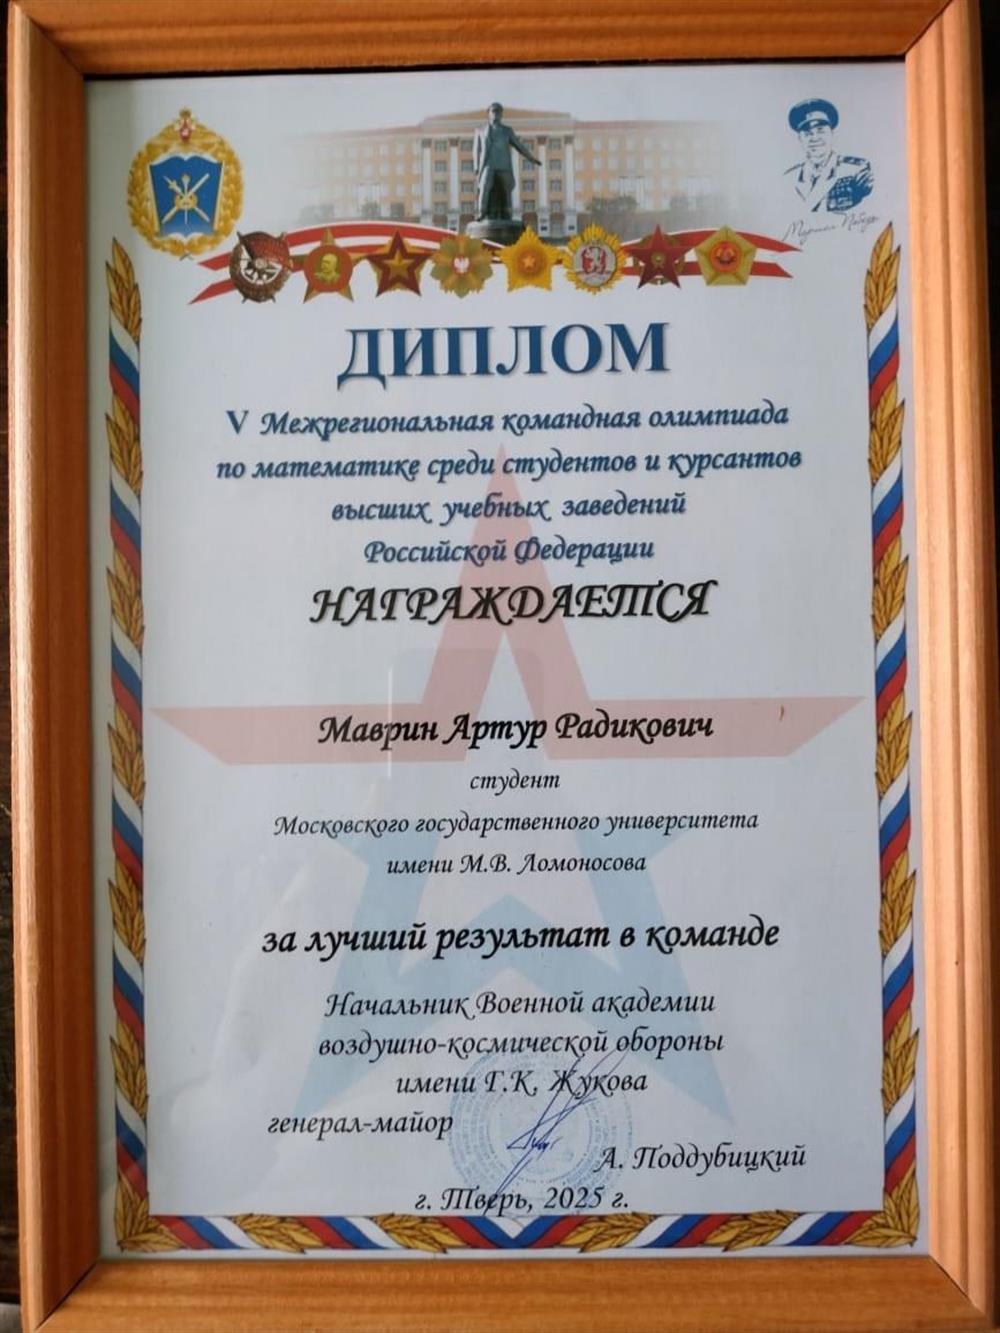 Маршал Победы
ДИПЛОМ
V Межрегиональная командная олимпиада
по математике среди студентов и курсантов
высших учебных заведений
Российской Федерации
НАГРАЖДАЕТСЯ
Маврин Артур Радикович
студент
Московского государственного университета
имени М.В. Ломоносова
за лучший результат в команде
Начальник Военной академии
воздушно-космической обороны
имени Г.К. Жукова
генерал-майор
А. Поддубицкий
г. Тверь, 2025 г.